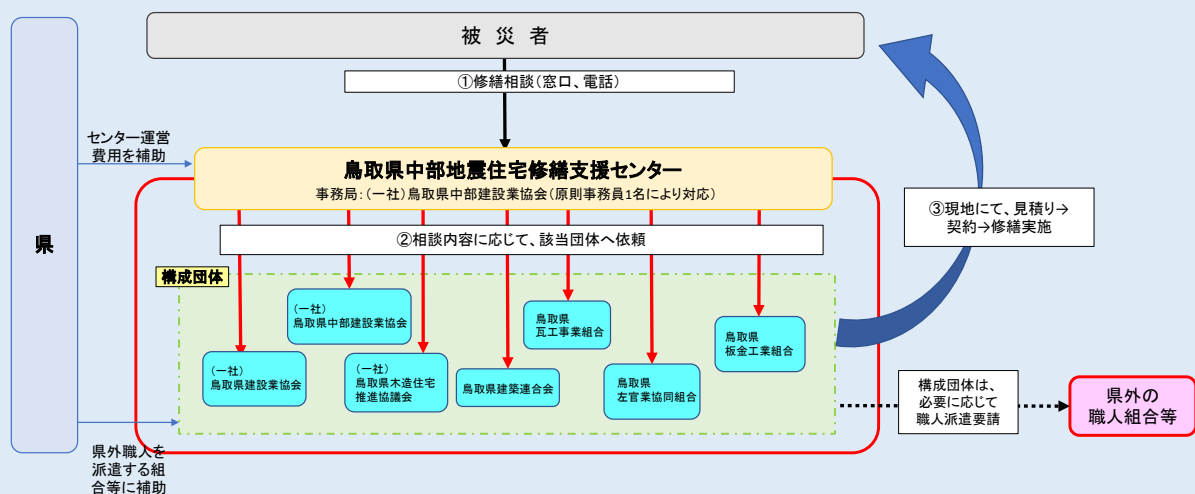 被 災 者
①修繕相談(窓口、電話)
県
センター運営
費用を補助
鳥取県中部地震住宅修繕支援センター
事務局:(一社)鳥取県中部建設業協会(原則事務員1名により対応)
②相談内容に応じて、該当団体へ依頼
③現地にて、見積り→
契約→修繕実施
構成団体
(一社)
鳥取県建設業協会
(一社)
鳥取県中部建設業協会
(一社)
鳥取県木造住宅
推進協議会
鳥取県建築連合会
鳥取県
瓦工事業組合
鳥取県
左官業協同組合
鳥取県
板金工業組合
構成団体は、
必要に応じて
職人派遣要請
県外の
職人組合等
県外職人を
派遣する組
合等に補助